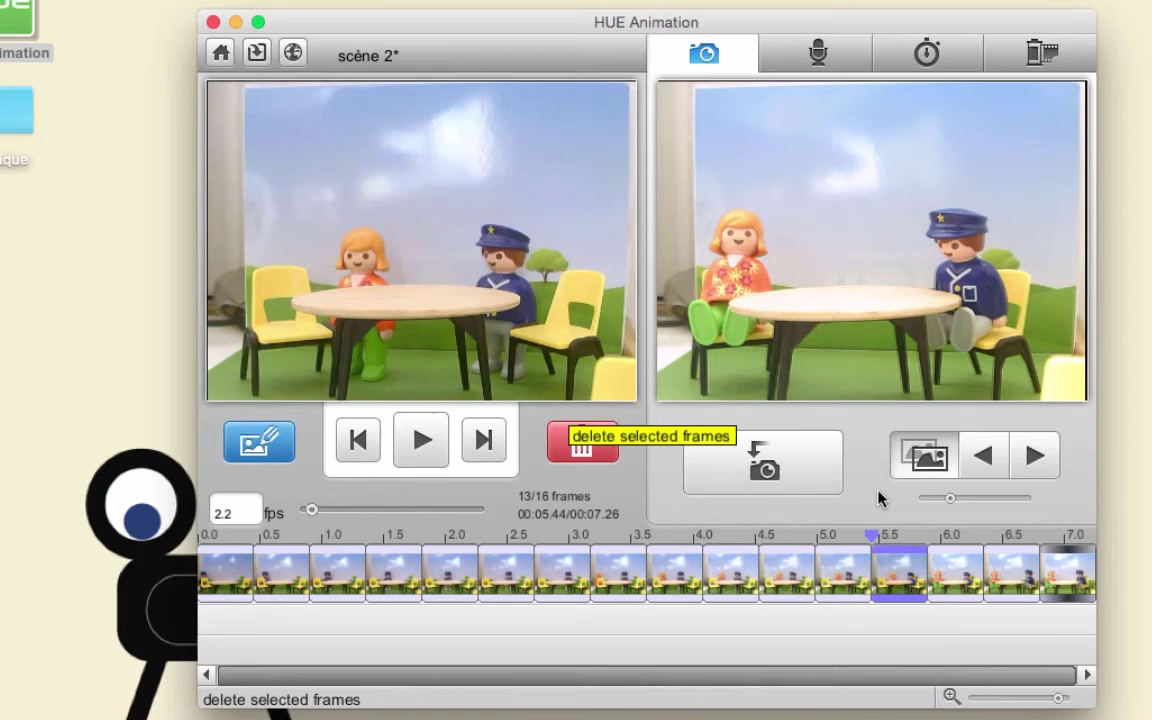 HUE Animation
imation
scène 2*
ique
delete selected frames
2.2 fps
13/16 frames
00:05.44/00:07.26
0.0 0.5 1.0 1.5 2.0 2.5 3.0 3.5 4.0 4.5 5.0 5.5 6.0 6.5 7.0
delete selected frames